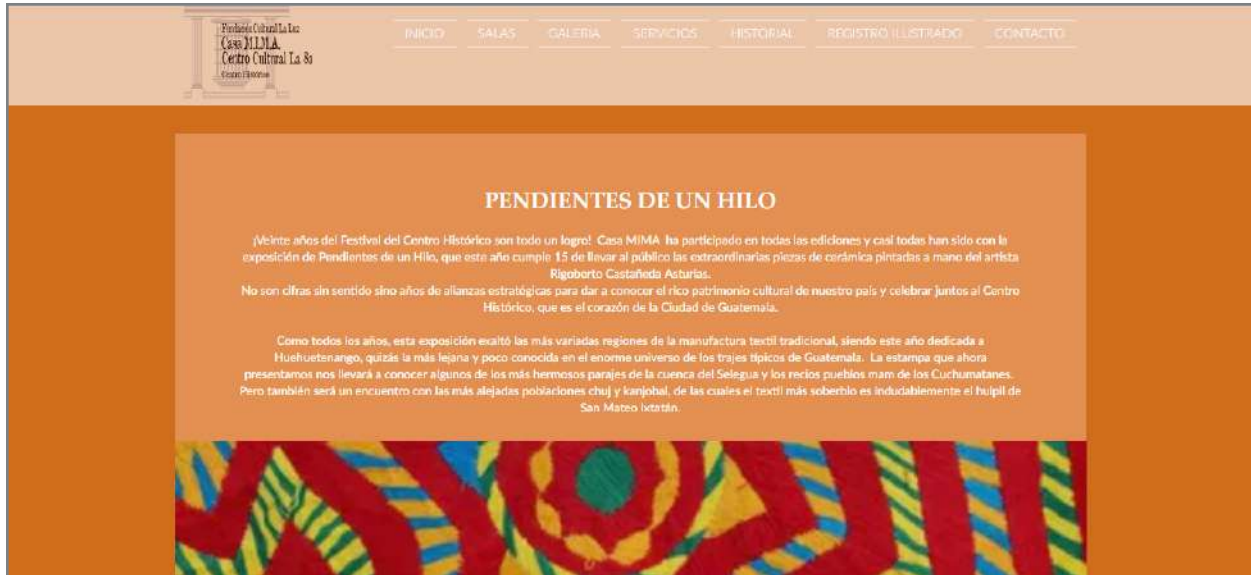 Fundación Cultural La Luz
Casa MIMA,
Centro Cultural La 8a
Centro Histórico
INICIO SALAS GALERIA SERVICIOS HISTORIAL REGISTRO ILUSTRADO CONTACTO
PENDIENTES DE UN HILO
¡Veinte años del Festival del Centro Histórico son todo un logro! Casa MIMA ha participado en todas las ediciones y casi todas han sido con la
exposición de Pendientes de un Hilo, que este año cumple 15 de llevar al público las extraordinarias piezas de cerámica pintadas a mano del artista
Rigoberto Castañeda Asturias.
No son cifras sin sentido sino años de alianzas estratégicas para dar a conocer el rico patrimonio cultural de nuestro país y celebrar juntos al Centro
Histórico, que es el corazón de la Ciudad de Guatemala.
Como todos los años, esta exposición exaltó las más variadas regiones de la manufactura textil tradicional, siendo este año dedicada a
Huehuetenango, quizás la más lejana y poco conocida en el enorme universo de los trajes típicos de Guatemala. La estampa que ahora
presentamos nos llevará a conocer algunos de los más hermosos parajes de la cuenca del Selegua y los recios pueblos mam de los Cuchumatanes.
Pero también será un encuentro con las más alejadas poblaciones chuj y kanjobal, de las cuales el textil más soberbio es indudablemente el huipil de
San Mateo Ixtatán.